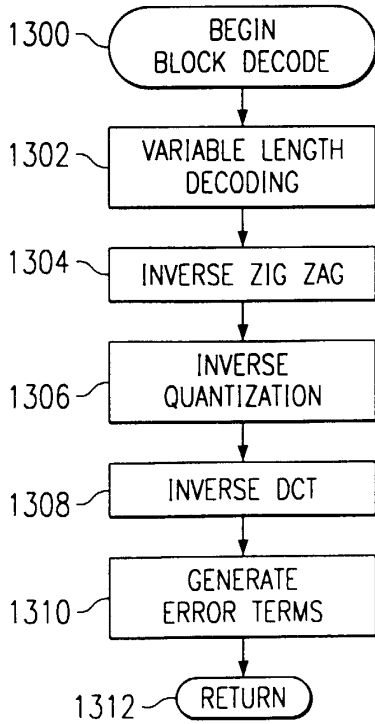 1300
BEGIN
BLOCK DECODE
1302
VARIABLE LENGTH
DECODING
1304
INVERSE ZIG ZAG
1306
INVERSE
QUANTIZATION
1308
INVERSE DCT
1310
GENERATE
ERROR TERMS
1312
RETURN